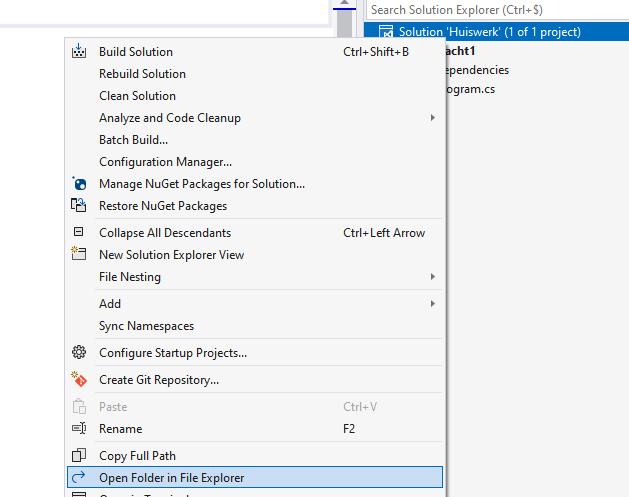 Search Solution Explorer (Ctrl+$)
Solution 'Huiswerk' (1 of 1 project)
acht1
ependencies
ogram.cs
Build Solution Ctrl+Shift+B
Rebuild Solution
Clean Solution
Analyze and Code Cleanup
Batch Build...
Configuration Manager...
Manage NuGet Packages for Solution...
Restore NuGet Packages
Collapse All Descendants Ctrl+Left Arrow
New Solution Explorer View
File Nesting
Add
Sync Namespaces
Configure Startup Projects...
Create Git Repository...
Paste Ctrl+V
Rename F2
Copy Full Path
Open Folder in File Explorer